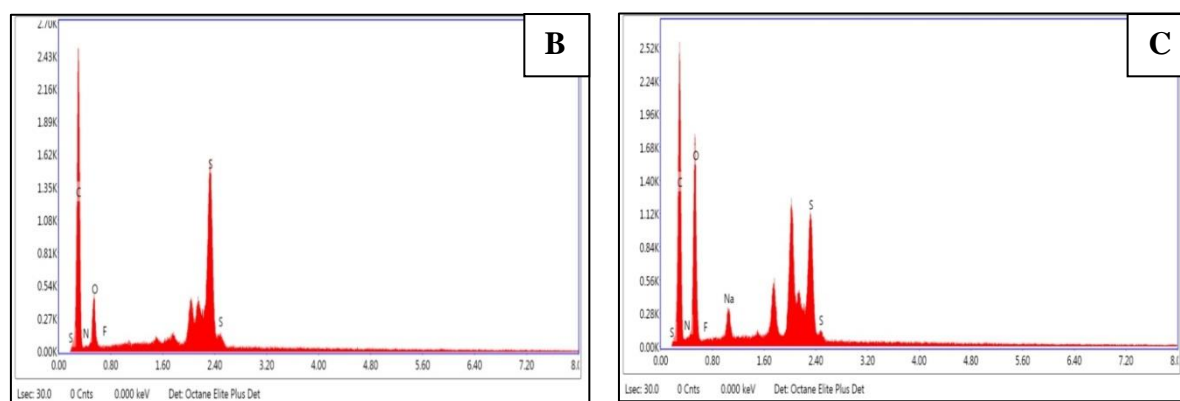 B
2.70K
2.43K
2.16K
1.89K
1.62K
1.35K
1.08K
0.81K
0.54K
0.27K
0.00K
S C N O F S S
0.00 0.80 1.60 2.40 3.20 4.00 4.80 5.60 6.40 7.20 8.0
Lsec: 30.0 0 Cnts 0.000 keV Det: Octane Elite Plus Det
C
2.52K
2.24K
1.96K
1.68K
1.40K
1.12K
0.84K
0.56K
0.28K
0.00K
S C N O F Na S S
0.00 0.80 1.60 2.40 3.20 4.00 4.80 5.60 6.40 7.20 8.0
Lsec: 30.0 0 Cnts 0.000 keV Det: Octane Elite Plus Det